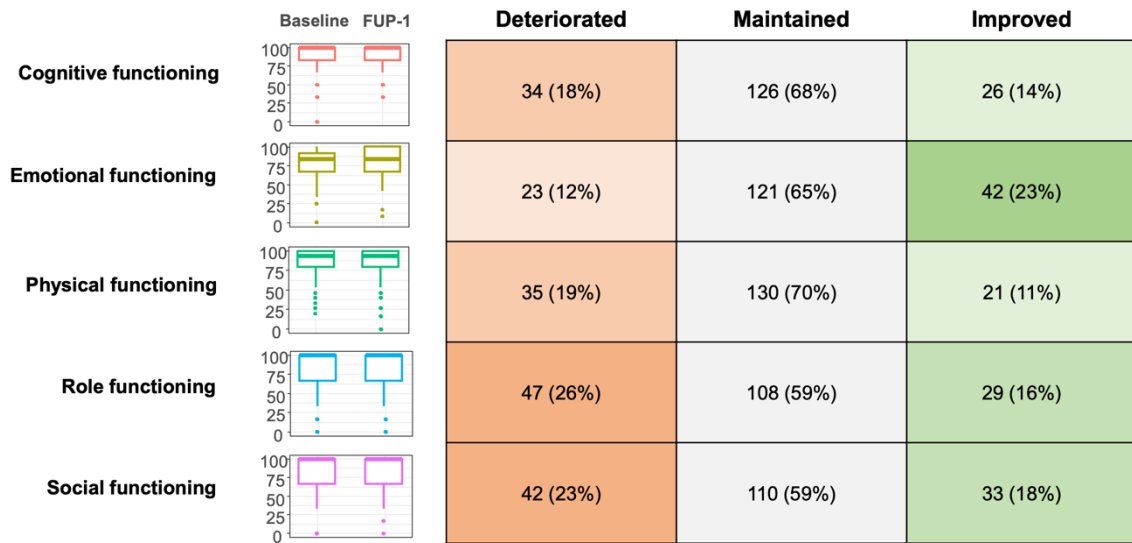 Baseline FUP-1 Deteriorated Maintained Improved
Cognitive functioning 100 75 50 25 0 34 (18%) 126 (68%) 26 (14%)
Emotional functioning 100 75 50 25 0 23 (12%) 121 (65%) 42 (23%)
Physical functioning 100 75 50 25 0 35 (19%) 130 (70%) 21 (11%)
Role functioning 100 75 50 25 0 47 (26%) 108 (59%) 29 (16%)
Social functioning 100 75 50 25 0 42 (23%) 110 (59%) 33 (18%)